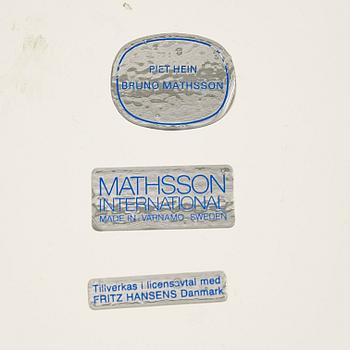 PIET HEIN
BRUNO MATHSSON
MATHSSON
INTERNATIONAL
MADE IN VÄRNAMO SWEDEN
Tillverkas i licensavtal med
FRITZ HANSENS Danmark